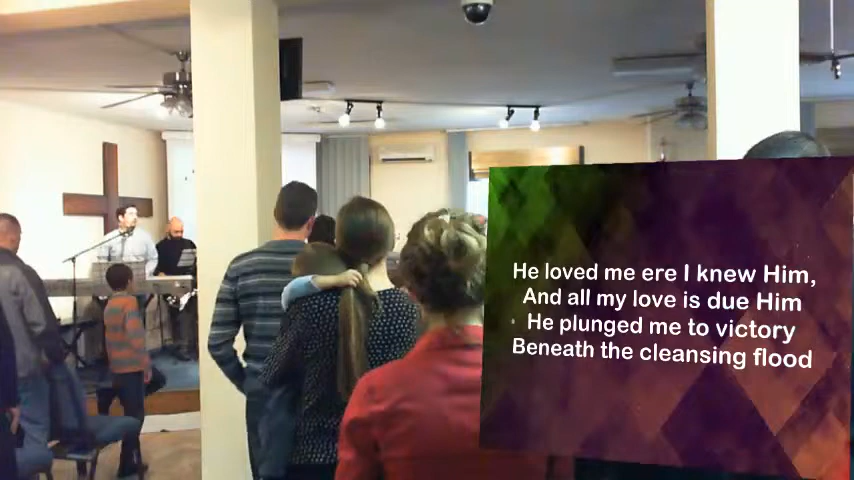 He loved me ere I knew Him,
And all my love is due Him
He plunged me to victory
Beneath the cleansing flood